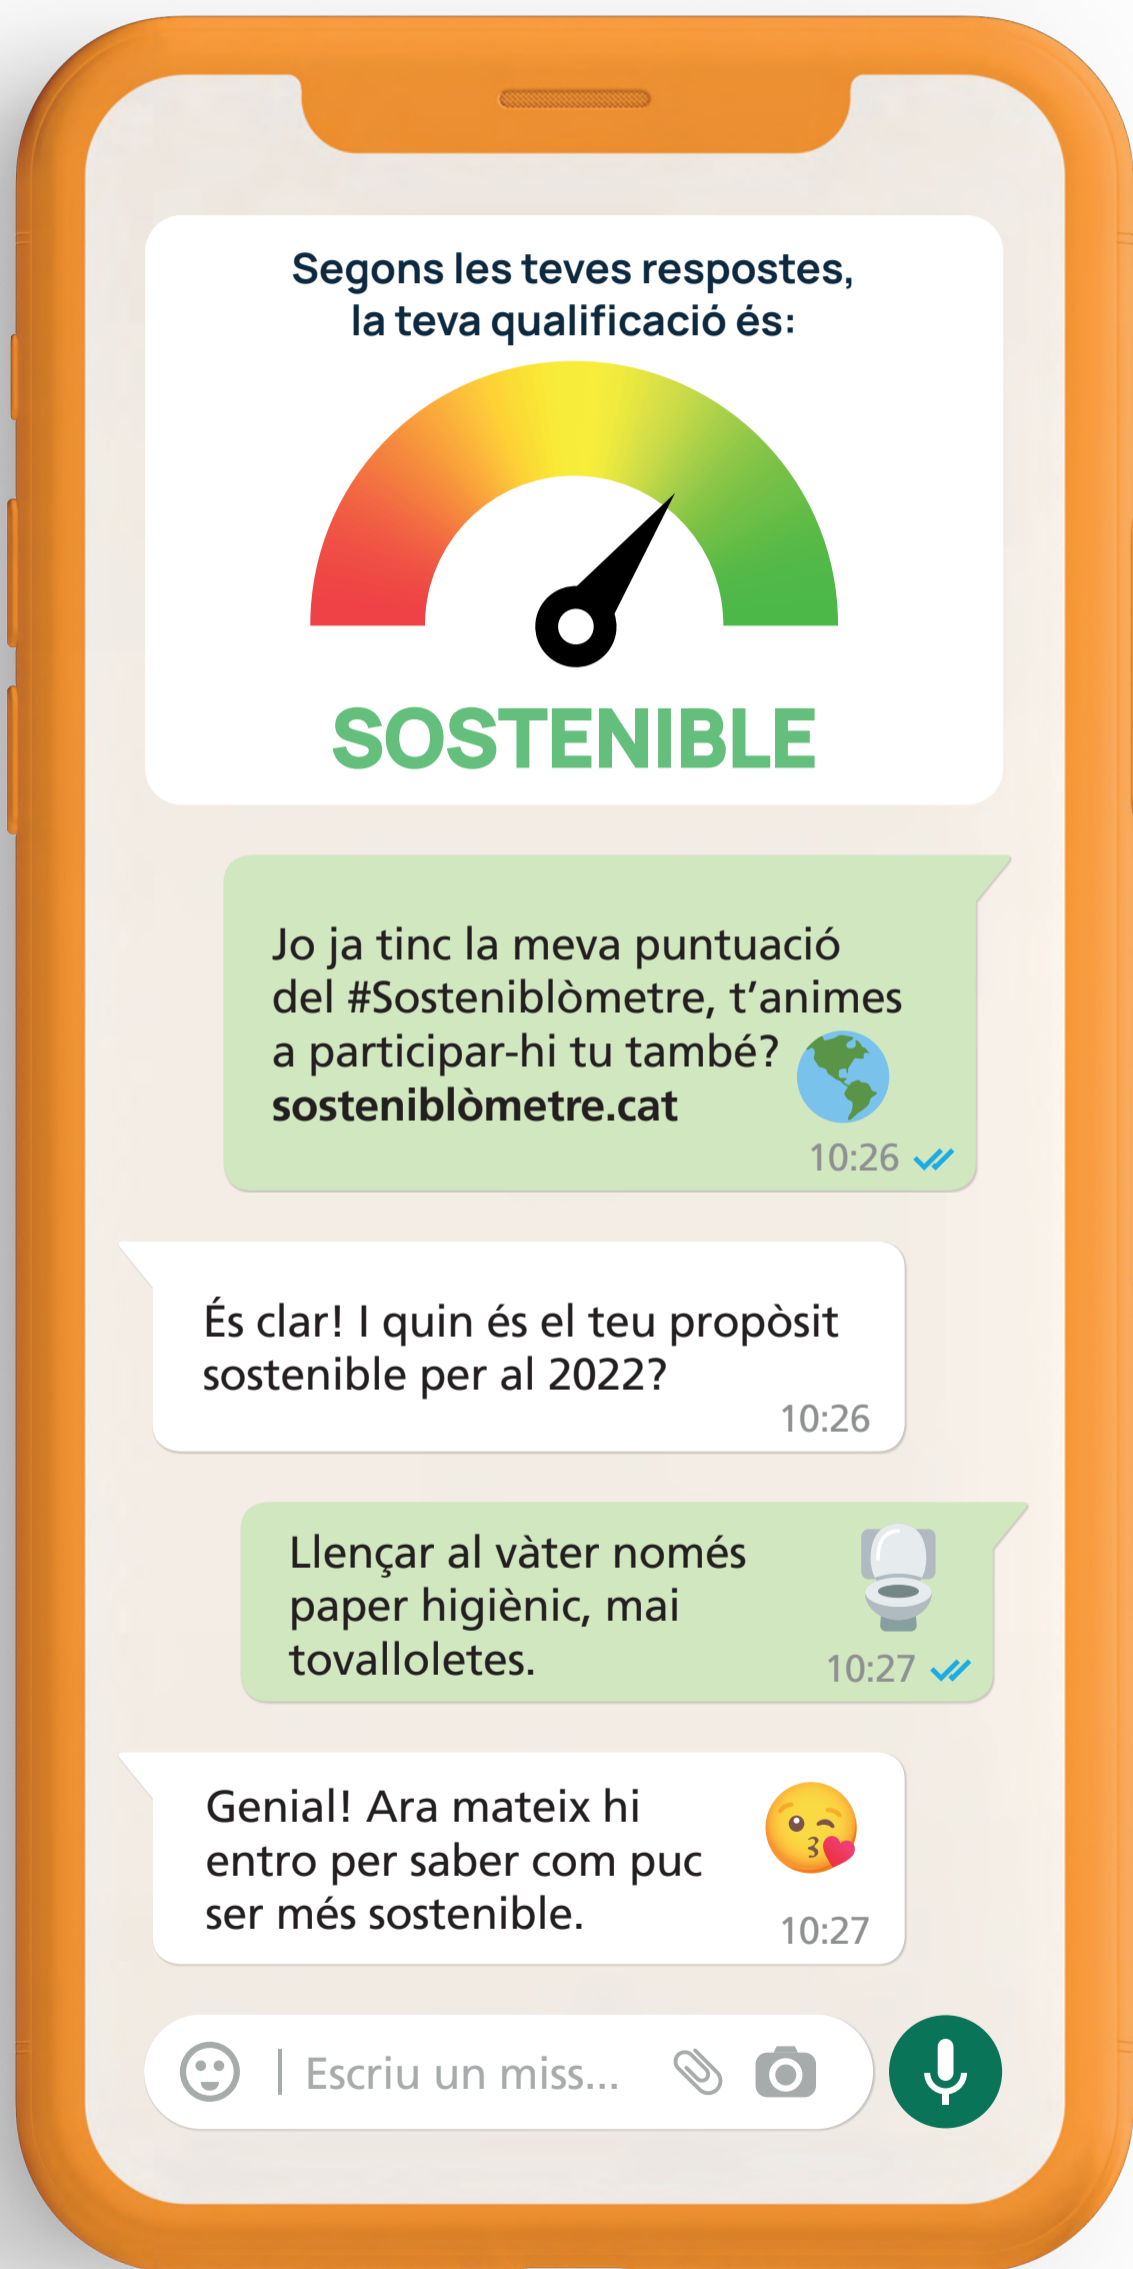 Segons les teves respostes,
la teva qualificació és:
SOSTENIBLE
Jo ja tinc la meva puntuació
del #Sosteniblòmetre, t’animes
a participar-hi tu també?
sosteniblòmetre.cat
10:26
És clar! I quin és el teu propòsit
sostenible per al 2022?
10:26
Llençar al vàter només
paper higiènic, mai
tovalloletes.
10:27
Genial! Ara mateix hi
entro per saber com puc
ser més sostenible.
10:27
Escriu un miss...